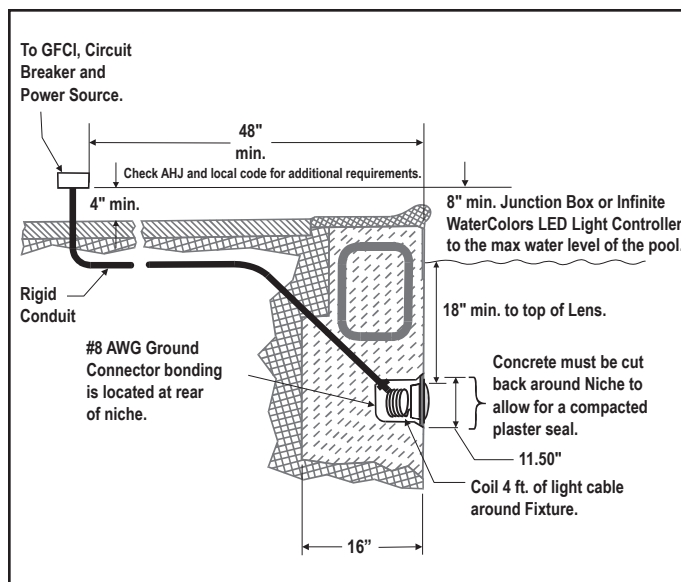 To GFCI, Circuit
Breaker and
Power Source.
48"
min.
Check AHJ and local code for additional requirements.
4" min.
8" min. Junction Box or Infinite
WaterColors LED Light Controller
to the max water level of the pool.
Rigid
Conduit
18" min. to top of Lens.
#8 AWG Ground
Connector bonding
is located at rear
of niche.
Concrete must be cut
back around Niche to
allow for a compacted
plaster seal.
11.50"
Coil 4 ft. of light cable
around Fixture.
16”